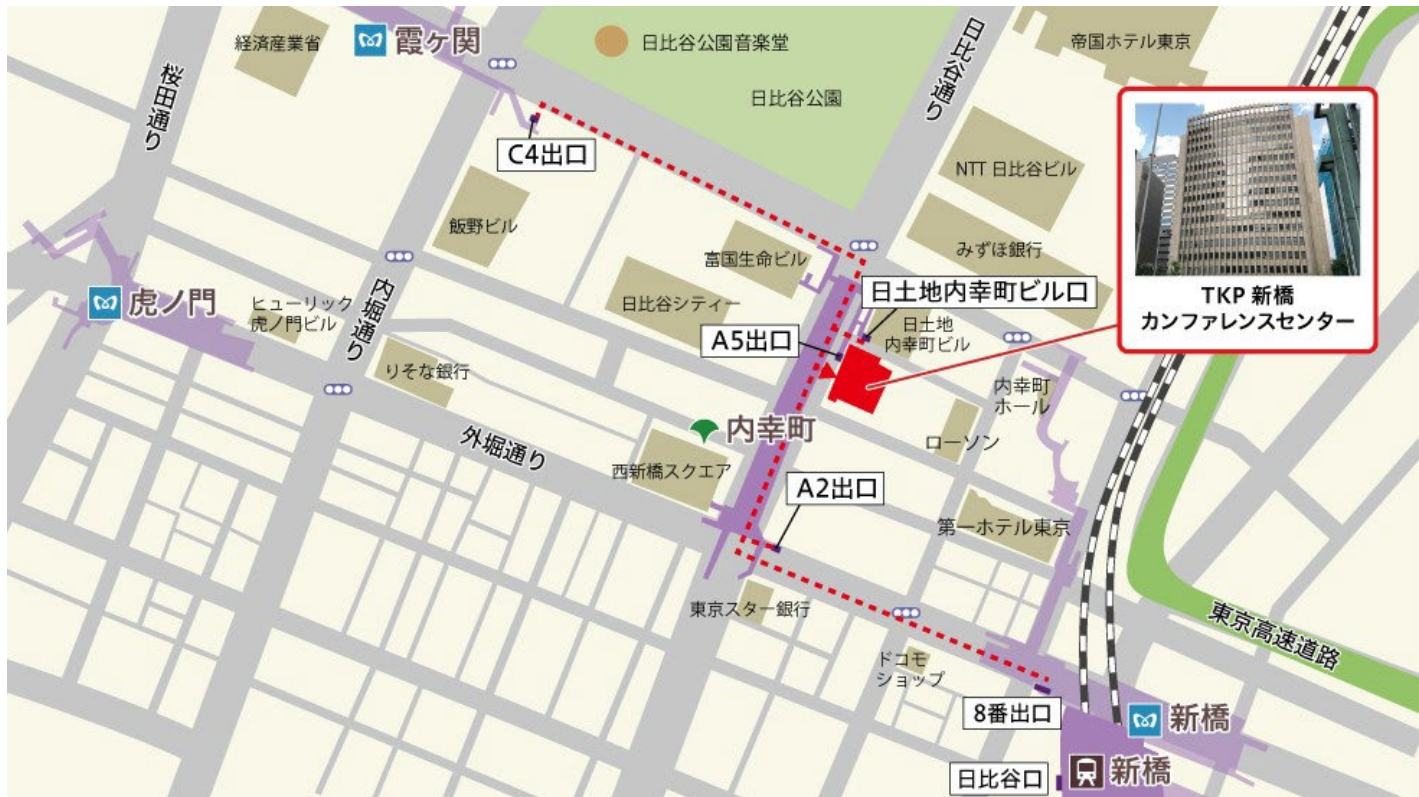 経済産業省
霞ケ関
日比谷公園音楽堂
日比谷通り
帝国ホテル東京
桜田通り
日比谷公園
C4出口
NTT 日比谷ビル
飯野ビル
富国生命ビル
みずほ銀行
TKP 新橋
カンファレンスセンター
虎ノ門
ヒューリック
虎ノ門ビル
内堀通り
日比谷シティー
日土地内幸町ビル口
A5出口
日土地
内幸町ビル
りそな銀行
内幸町
ホール
内幸町
ローソン
外堀通り
西新橋スクエア
A2出口
第一ホテル東京
東京スター銀行
東京高速道路
ドコモ
ショップ
8番出口
新橋
日比谷口
新橋